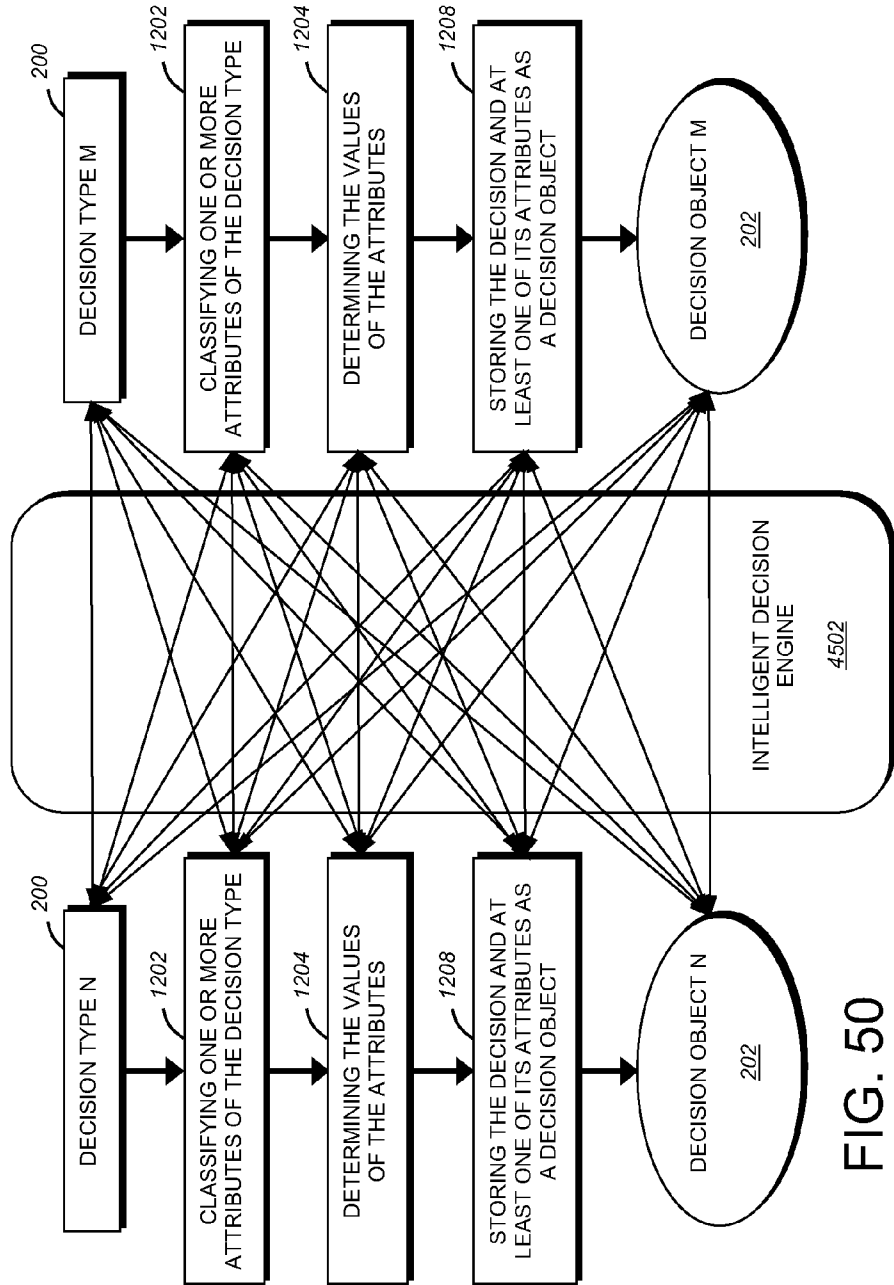 200
DECISION TYPE N
1202
CLASSIFYING ONE OR MORE
ATTRIBUTES OF THE DECISION TYPE
1204
DETERMINING THE VALUES
OF THE ATTRIBUTES
1208
STORING THE DECISION AND AT
LEAST ONE OF ITS ATTRIBUTES AS
A DECISION OBJECT
DECISION OBJECT N
202
INTELLIGENT DECISION
ENGINE
4502
200
DECISION TYPE M
1202
CLASSIFYING ONE OR MORE
ATTRIBUTES OF THE DECISION TYPE
1204
DETERMINING THE VALUES
OF THE ATTRIBUTES
1208
STORING THE DECISION AND AT
LEAST ONE OF ITS ATTRIBUTES AS
A DECISION OBJECT
DECISION OBJECT M
202
FIG. 50